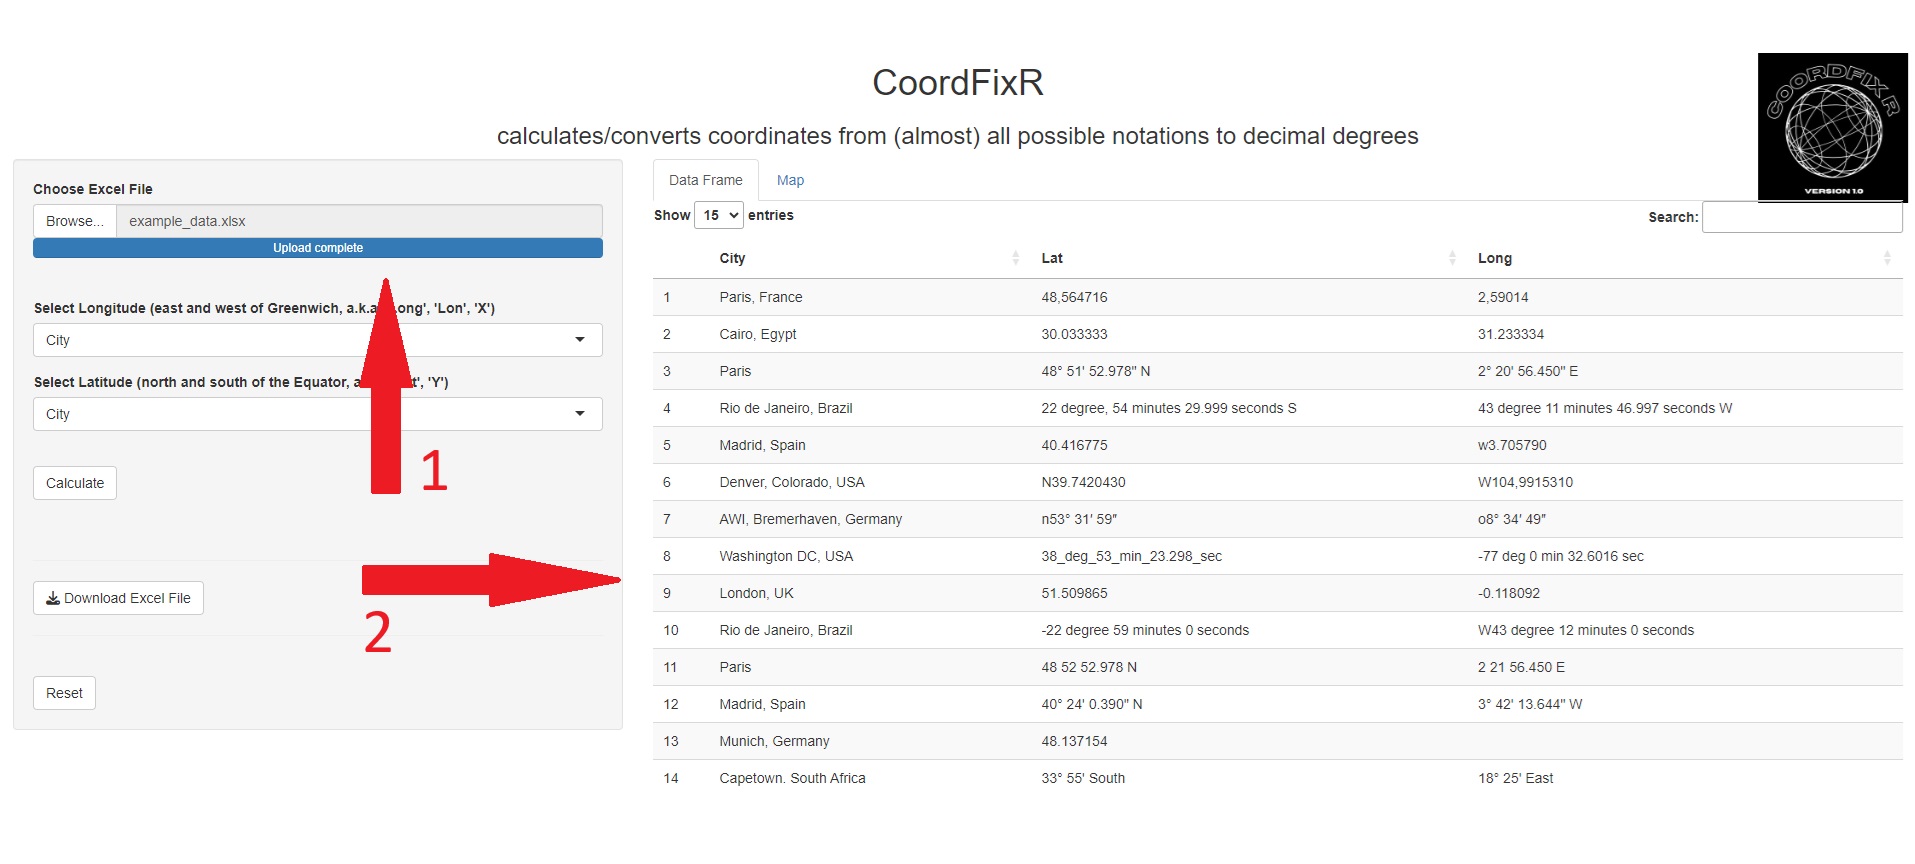 CoordFixR
calculates/converts coordinates from (almost) all possible notations to decimal degrees
COORDFIX R
VERSION 1.0
Choose Excel File
Browse... example_data.xlsx
Upload complete
Select Longitude (east and west of Greenwich, a.k.a. ong', 'Lon', 'X')
City
Select Latitude (north and south of the Equator, a t', 'Y')
City
1
Calculate
2
Download Excel File
Reset
Data Frame Map
Show 15 entries Search:
City Lat Long
1 Paris, France 48,564716 2,59014
2 Cairo, Egypt 30.033333 31.233334
3 Paris 48° 51' 52.978" N 2° 20' 56.450" E
4 Rio de Janeiro, Brazil 22 degree, 54 minutes 29.999 seconds S 43 degree 11 minutes 46.997 seconds W
5 Madrid, Spain 40.416775 w3.705790
6 Denver, Colorado, USA N39.7420430 W104,9915310
7 AWI, Bremerhaven, Germany n53° 31′ 59″ o8° 34′ 49″
8 Washington DC, USA 38_deg_53_min_23.298_sec -77 deg 0 min 32.6016 sec
9 London, UK 51.509865 -0.118092
10 Rio de Janeiro, Brazil -22 degree 59 minutes 0 seconds W43 degree 12 minutes 0 seconds
11 Paris 48 52 52.978 N 2 21 56.450 E
12 Madrid, Spain 40° 24' 0.390" N 3° 42' 13.644" W
13 Munich, Germany 48.137154
14 Capetown. South Africa 33° 55' South 18° 25' East